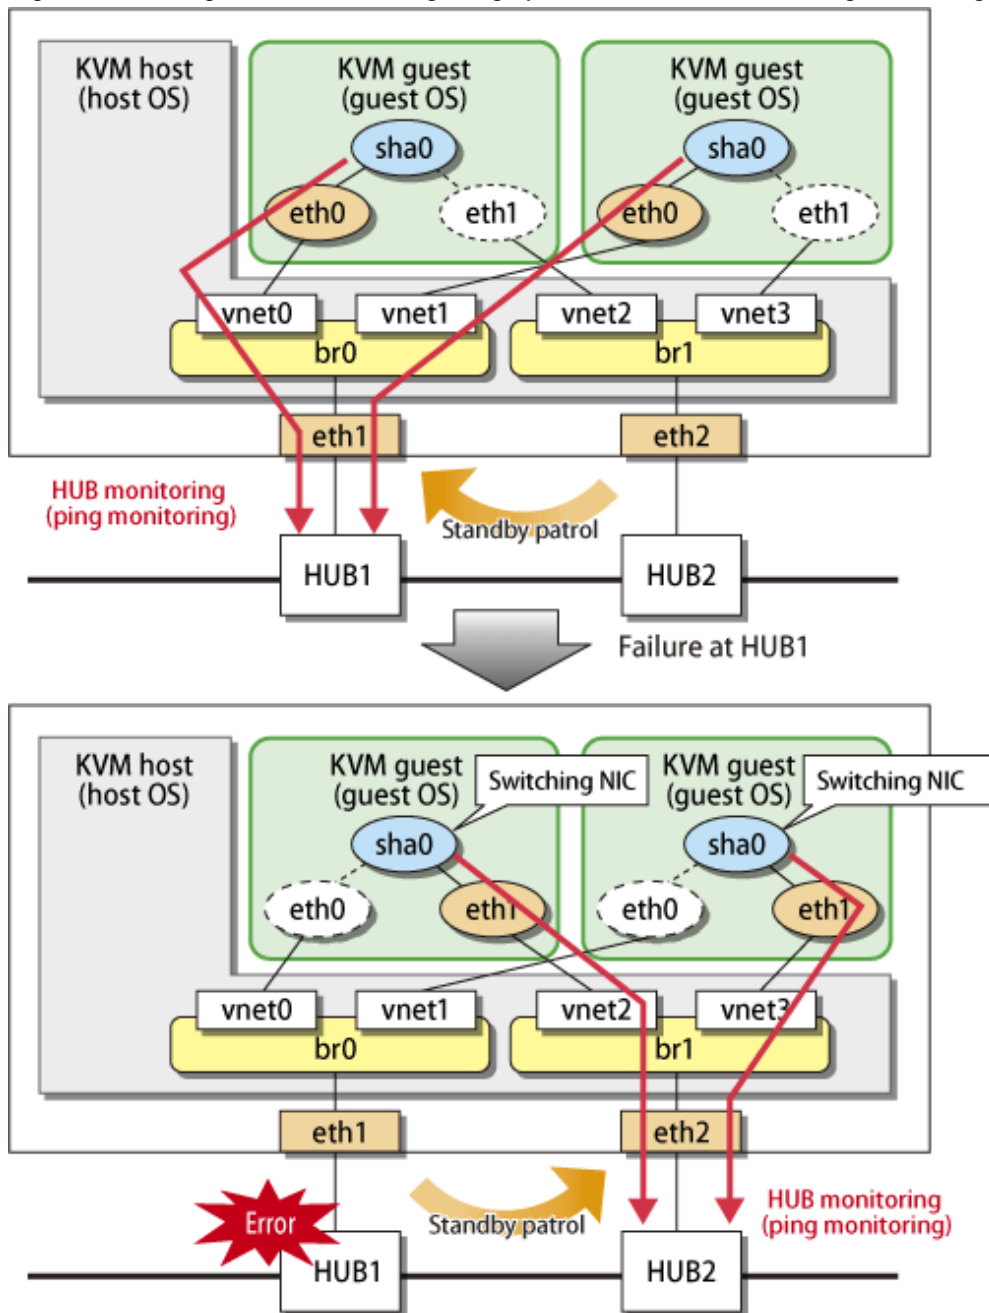 KVM host
(host OS)
KVM guest
(guest OS)
KVM guest
(guest OS)
sha0
sha0
eth0
eth1
eth0
eth1
vnet0
vnet1
vnet2
vnet3
br0
br1
eth1
eth2
HUB monitoring
(ping monitoring)
Standby patrol
HUB1
HUB2
Failure at HUB1
KVM host
(host OS)
KVM guest
(guest OS)
Switching NIC
KVM guest
(guest OS)
Switching NIC
sha0
sha0
eth0
eth1
eth0
eth1
vnet0
vnet1
vnet2
vnet3
br0
br1
eth1
eth2
Error
Standby patrol
HUB monitoring
(ping monitoring)
HUB1
HUB2